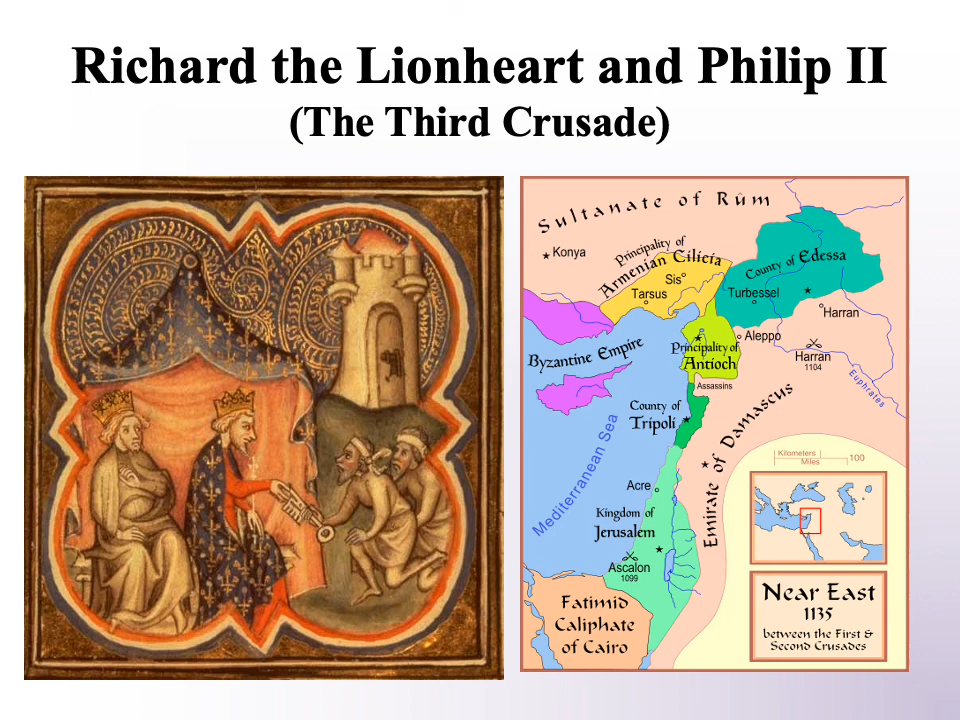 Richard the Lionheart and Philip II
(The Third Crusade)
Sultanate of Rûm
Konya
Principality of
Armenian Cilicia
Sis
Tarsus
County of Edessa
Turbessel
Harran
Aleppo
Harran
1104
Euphrates
Byzantine Empire
Principality of
Antioch
Assassins
County of
Tripoli
Mediterranean Sea
Emirate of Damascus
Kilometers
Miles
100
Acre
Kingdom of
Jerusalem
Ascalon
1099
Fatimid
Caliphate
of Cairo
Near East
1135
between the First &
Second Crusades